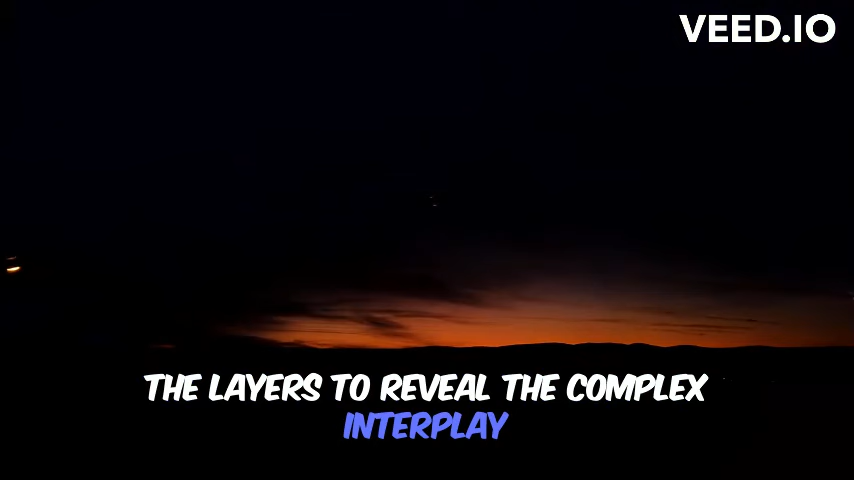 VEED.IO
THE LAYERS TO REVEAL THE COMPLEX
INTERPLAY